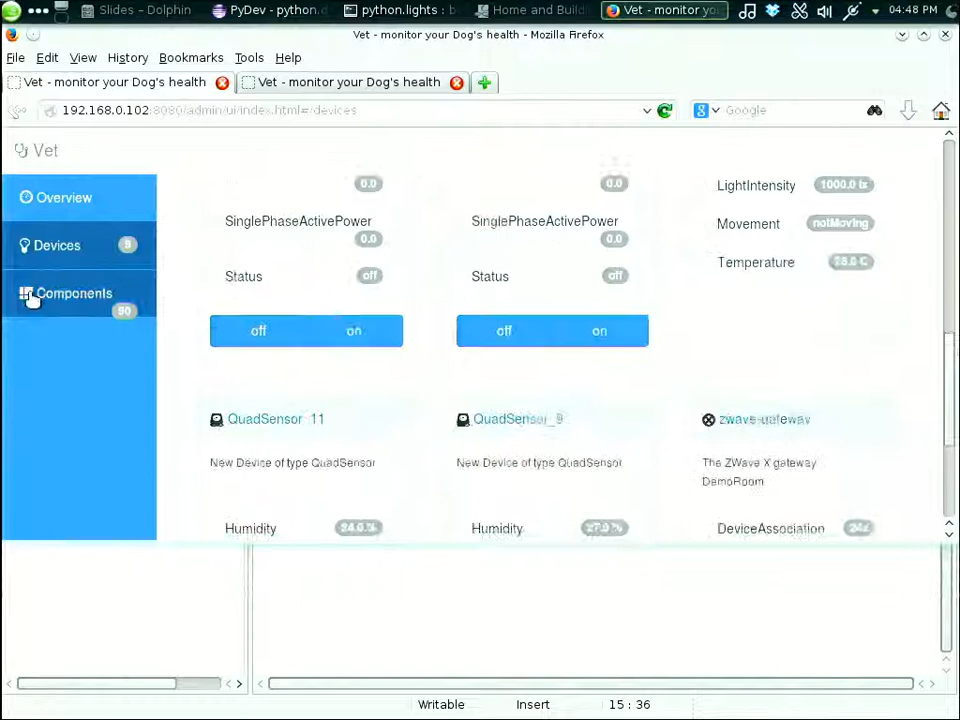 Slides - Dolphin
PyDev - python.
python.lights : b
Home and Build
Vet - monitor yo
04:48 PM
Vet - monitor your Dog's health - Mozilla Firefox
File Edit View History Bookmarks Tools Help
Vet - monitor your Dog's health
Vet - monitor your Dog's health
192.168.0.102:8080/admin/ui/index.html#/devices
Google
Vet
Overview
Devices 9
Components
90
0.0
SinglePhaseActivePower
0.0
Status off
off on
0.0
SinglePhaseActivePower
0.0
Status off
off on
LightIntensity 1000.0 lx
Movement notMoving
Temperature
QuadSensor 11
New Device of type QuadSensor
Humidity 24.0 %
QuadSensor_9
New Device of type QuadSensor
Humidity 27.0 %
zwave-gateway
The ZWave X gateway
DemoRoom
DeviceAssociation
Writable Insert 15 : 36